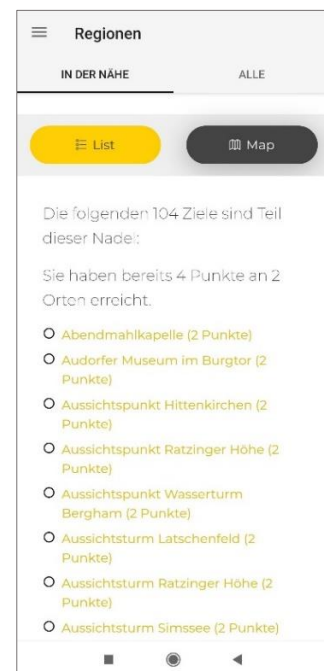 Regionen
IN DER NÄHE
ALLE
List
Map
Die folgenden 104 Ziele sind Teil
dieser Nadel:
Sie haben bereits 4 Punkte an 2
Orten erreicht.
Abendmahlkapelle (2 Punkte)
Audorfer Museum im Burgtor (2
Punkte)
Aussichtspunkt Hittenkirchen (2
Punkte)
Aussichtspunkt Ratzinger Höhe (2
Punkte)
Aussichtspunkt Wasserturm
Bergham (2 Punkte)
Aussichtsturm Latschenfeld (2
Punkte)
Aussichtsturm Ratzinger Höhe (2
Punkte)
Aussichtsturm Simssee (2 Punkte)